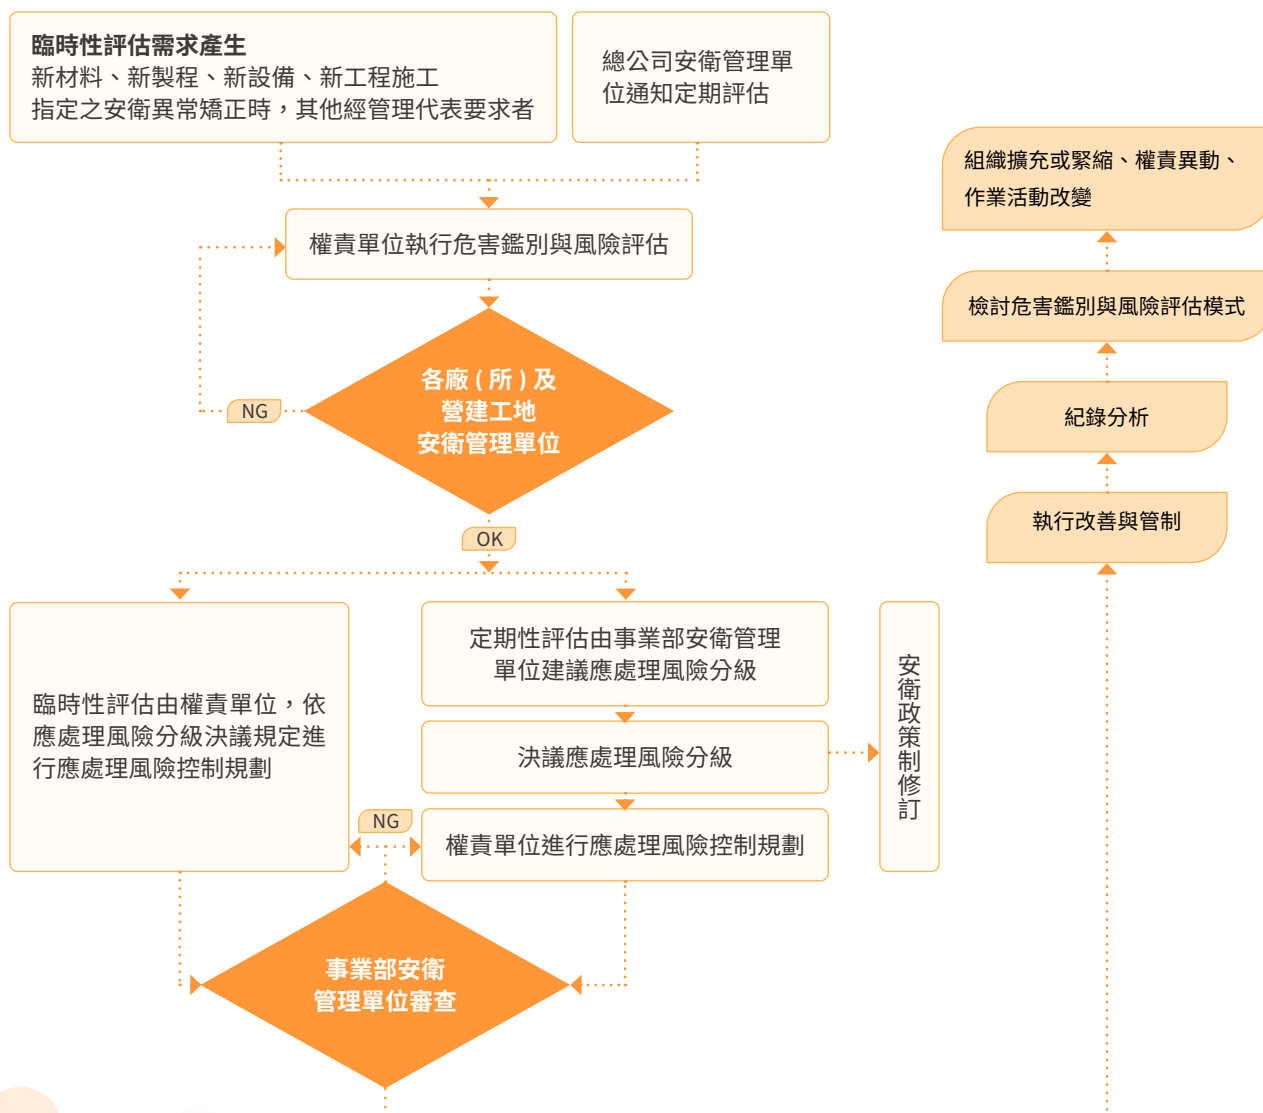 臨時性評估需求產生
新材料、新製程、新設備、新工程施工
指定之安衛異常矯正時，其他經管理代表要求者
總公司安衛管理單
位通知定期評估
權責單位執行危害鑑別與風險評估
各廠 ( 所 ) 及
營建工地
安衛管理單位
NG
OK
臨時性評估由權責單位，依
應處理風險分級決議規定進
行應處理風險控制規劃
定期性評估由事業部安衛管理
單位建議應處理風險分級
決議應處理風險分級
安衛政策制修訂
權責單位進行應處理風險控制規劃
NG
事業部安衛
管理單位審查
組織擴充或緊縮、權責異動、
作業活動改變
檢討危害鑑別與風險評估模式
紀錄分析
執行改善與管制